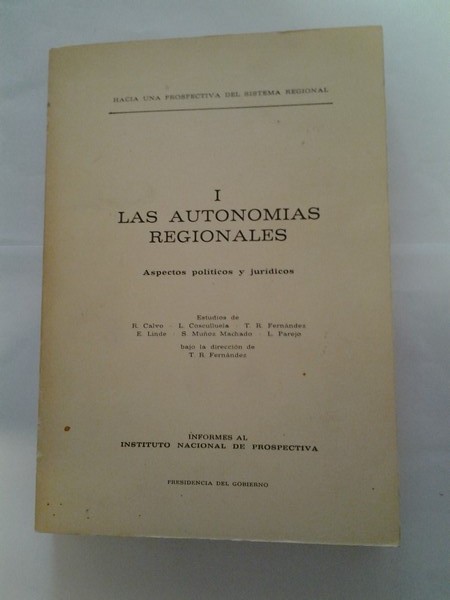 HACIA UNA PROSPECTIVA DEL SISTEMA REGIONAL
I
LAS AUTONOMIAS
REGIONALES
Aspectos políticos y jurídicos
Estudios de
R. Calvo - L. Cosculluela - T. R. Fernández
E. Linde - S. Muñoz Machado - L. Parejo
bajo la dirección de
T. R. Fernández
INFORMES AL
INSTITUTO NACIONAL DE PROSPECTIVA
PRESIDENCIA DEL GOBIERNO